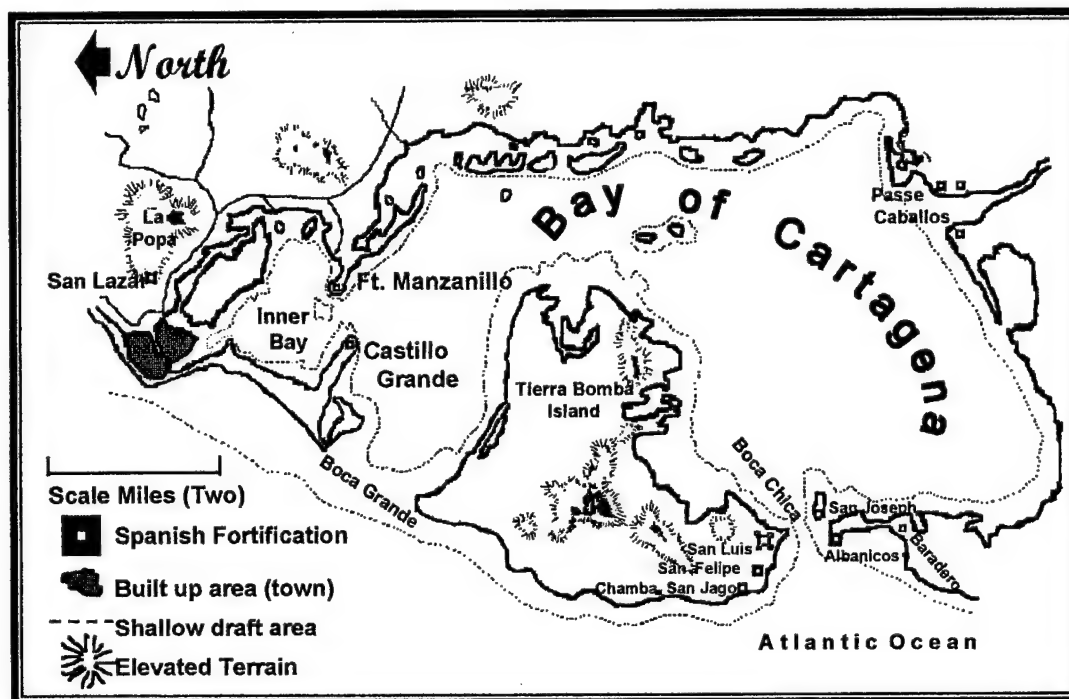 North
La
Popa
San Lazar
Ft. Manzanillo
Inner
Bay
Castillo
Grande
Bay of Cartagena
Passe
Caballos
Tierra Bomba
Island
Boca Grande
Boca Chica
San Joseph
Albanicos
Baradero
San Luis
San Felipe
Chamba San Jago
Atlantic Ocean
Scale Miles (Two)
Spanish Fortification
Built up area (town)
Shallow draft area
Elevated Terrain